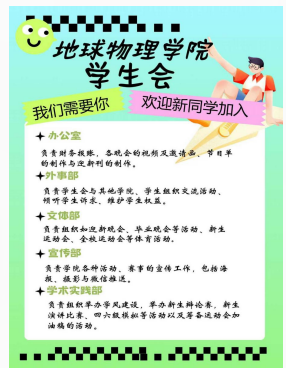 地球物理学院
学生会
我们需要你
欢迎新同学加入
办公室
负责财务报账、各晚会的视频及邀请函、节目单
的制作与迎新刊的制作。
外事部
负责学生会与其他学院、学生组织交流活动、
倾听学生诉求、维护学生权益。
文体部
负责组织如迎新晚会、毕业晚会等活动、新生
运动会、全校运动会等体育活动。
宣传部
负责学院各种活动、赛事的宣传工作，包括海
报、摄影与微信推送。
学术实践部
负责组织举办学风建设，举办新生辩论赛，新生
演讲比赛、四六级模拟等活动以及筹备运动会加
油稿的活动。